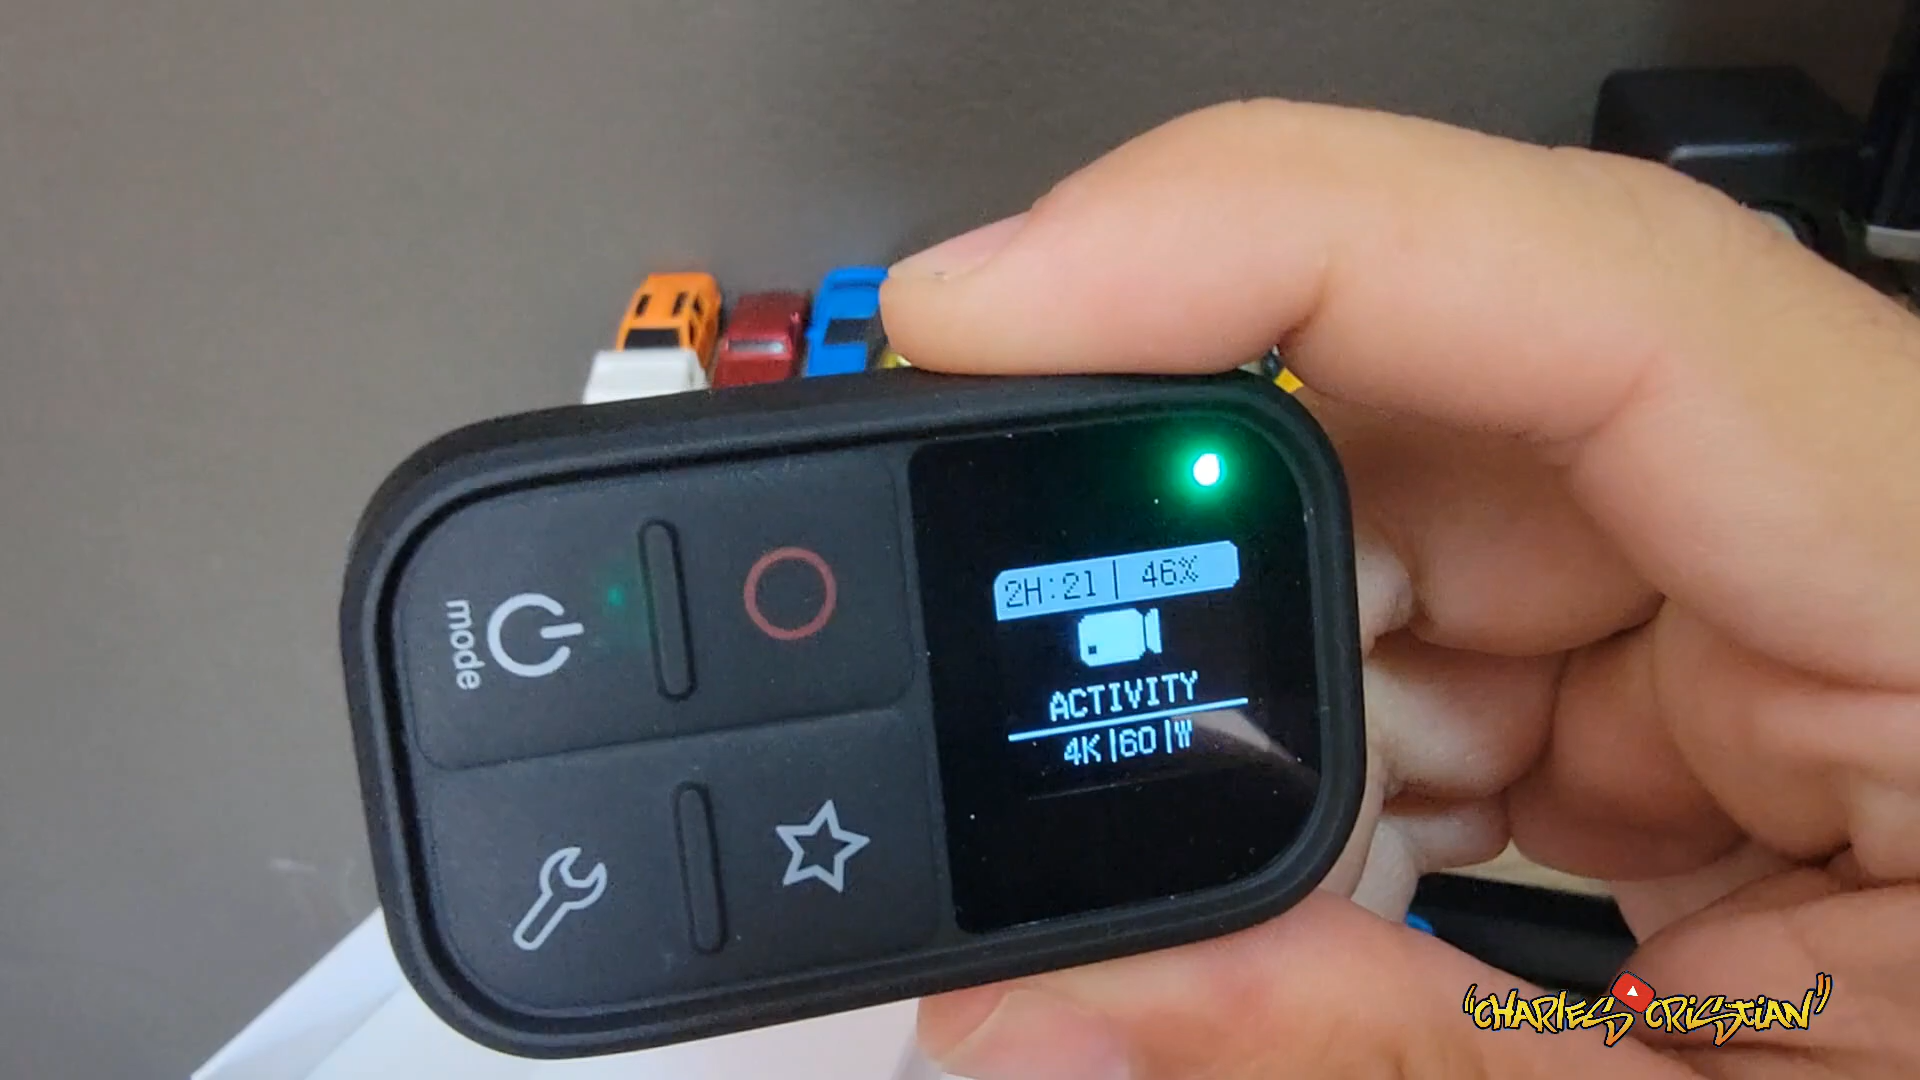 mode
2H:21 | 46%
ACTIVITY
4K|60|W
"CHARLES CRISTIAN"